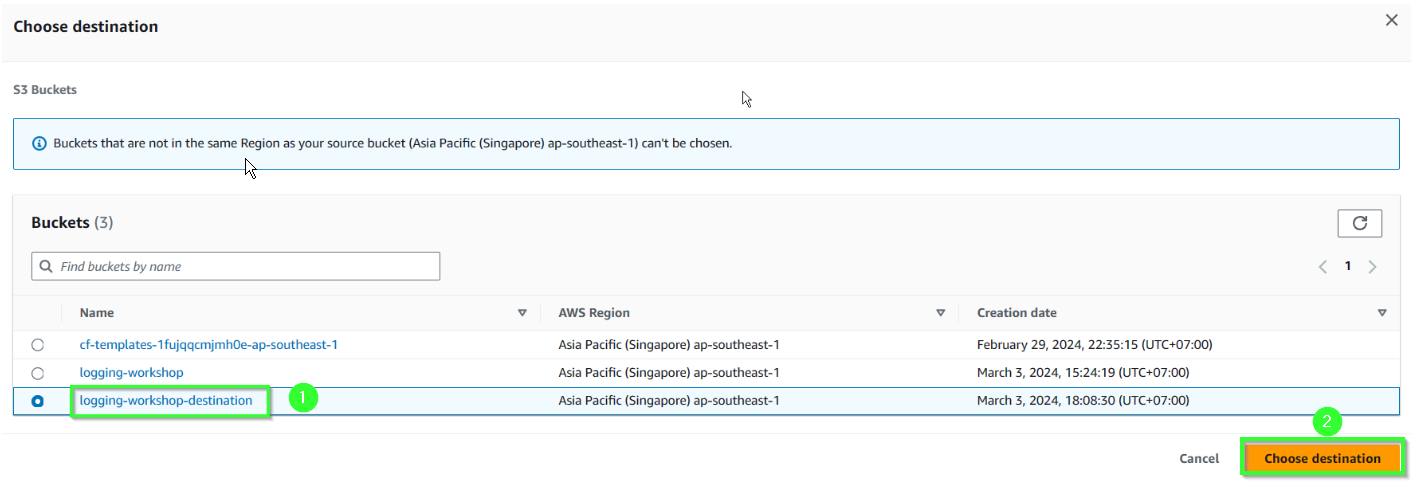 Choose destination
S3 Buckets
Buckets that are not in the same Region as your source bucket (Asia Pacific (Singapore) ap-southeast-1) can't be chosen.
Buckets (3)
Find buckets by name
1
Name AWS Region Creation date
cf-templates-1fujqqcmjmh0e-ap-southeast-1 Asia Pacific (Singapore) ap-southeast-1 February 29, 2024, 22:35:15 (UTC+07:00)
logging-workshop Asia Pacific (Singapore) ap-southeast-1 March 3, 2024, 15:24:19 (UTC+07:00)
logging-workshop-destination 1 Asia Pacific (Singapore) ap-southeast-1 March 3, 2024, 18:08:30 (UTC+07:00)
2
Cancel Choose destination